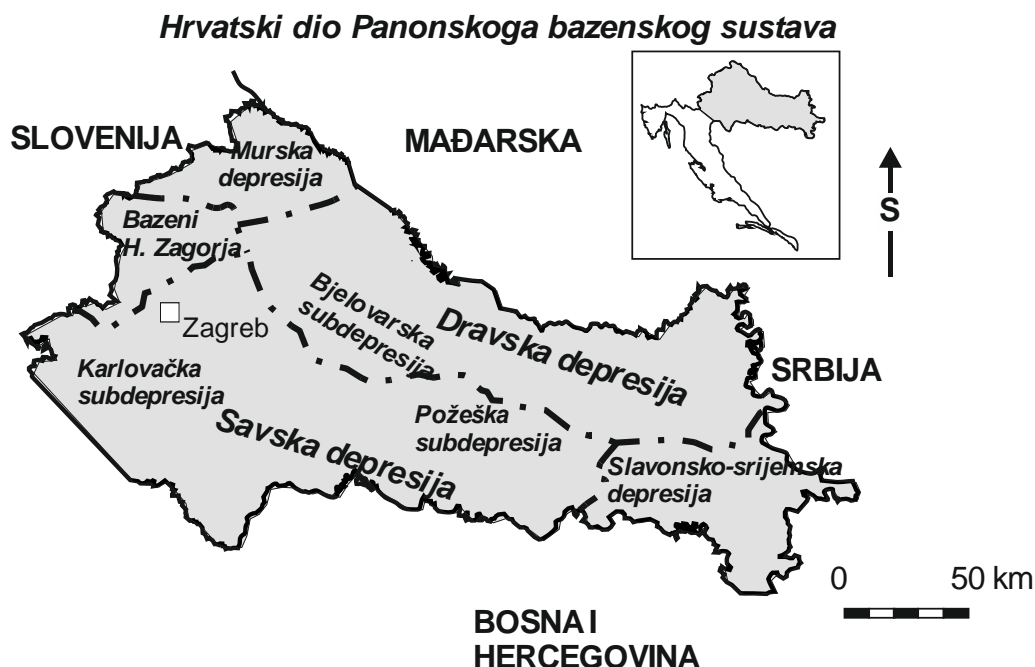 Hrvatski dio Panonskoga bazenskog sustava
SLOVENIJA
MAĐARSKA
Murska
depresija
S
Bazeni
H. Zagorja
Bjelovarska
subdepresija
Dravska depresija
Zagreb
SRBIJA
Karlovačka
subdepresija
Savska depresija
Požeška
subdepresija
Slavonsko-srijemska
depresija
0 50 km
BOSNA I
HERCEGOVINA